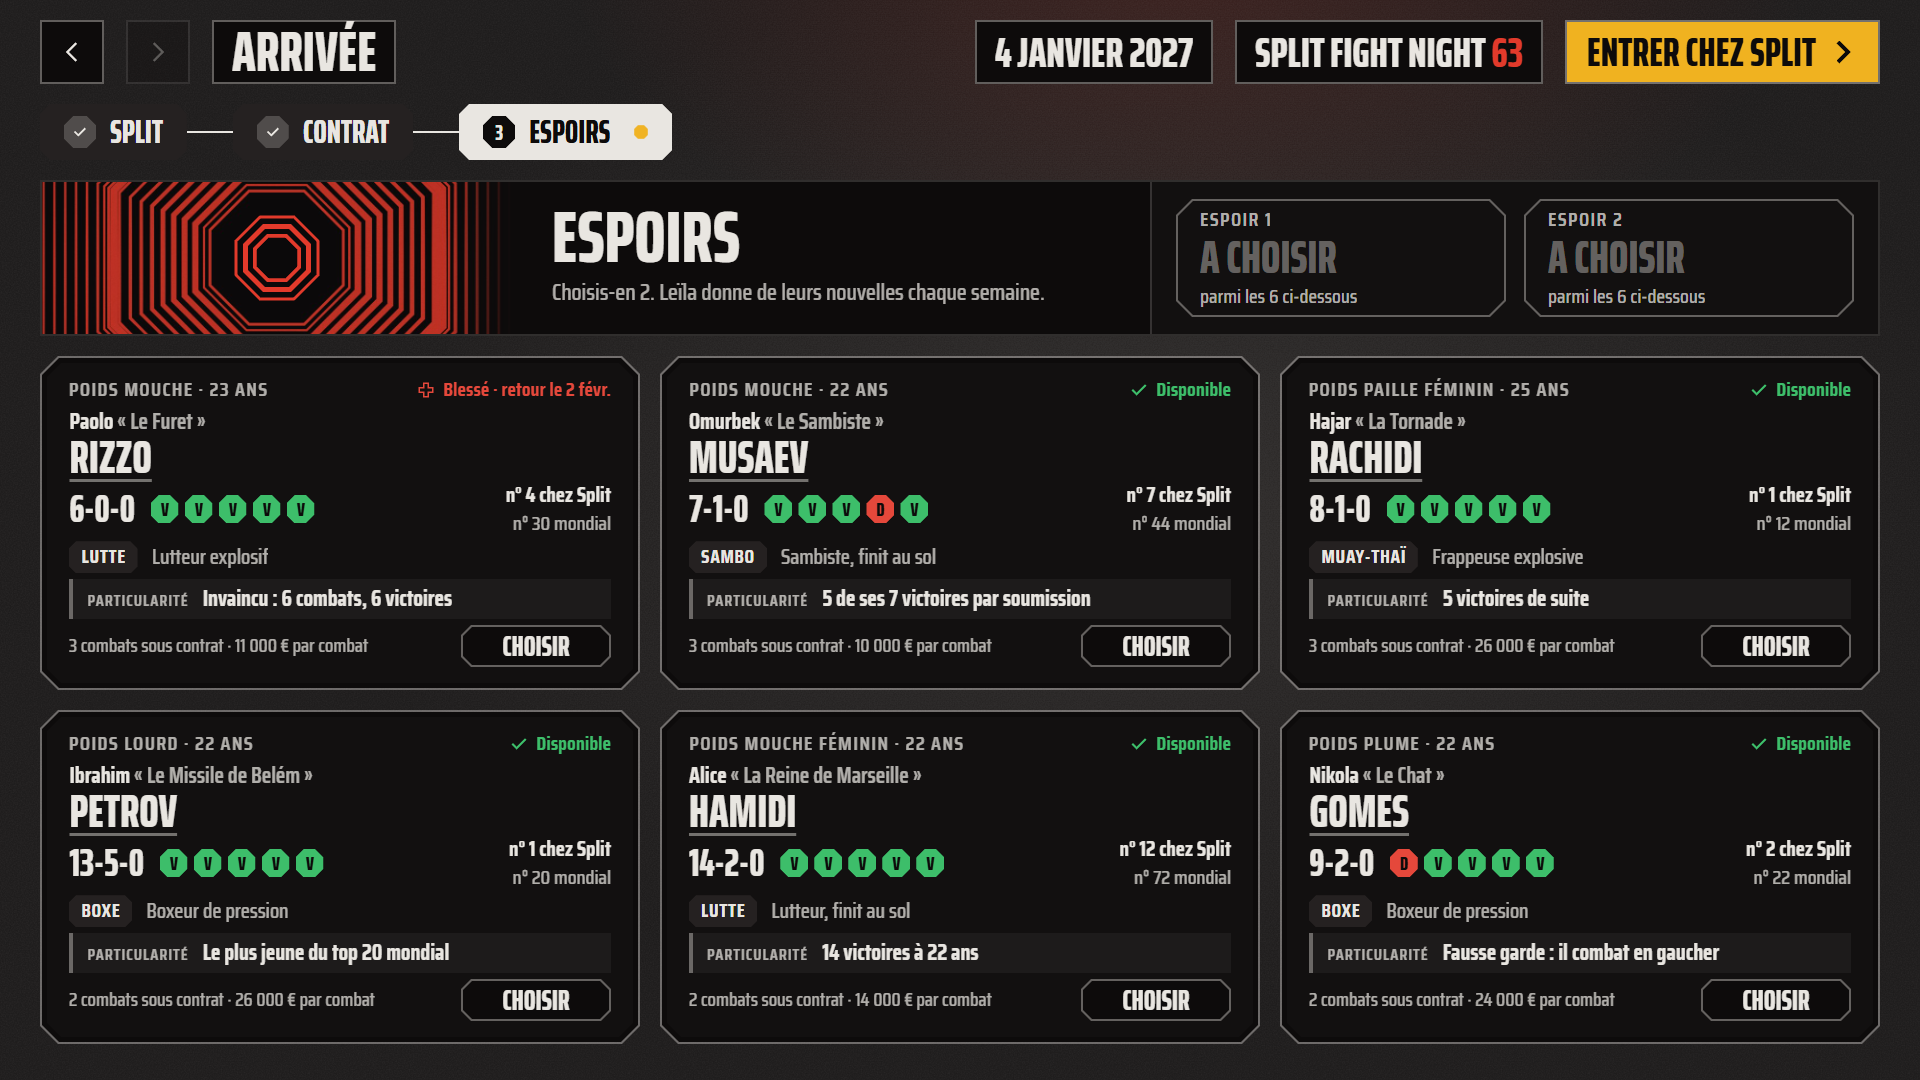 ARRIVÉE
4 JANVIER 2027
SPLIT FIGHT NIGHT 63
ENTRER CHEZ SPLIT
SPLIT
CONTRAT
3 ESPOIRS
ESPOIRS
Choisis-en 2. Leïla donne de leurs nouvelles chaque semaine.
ESPOIR 1
A CHOISIR
parmi les 6 ci-dessous
ESPOIR 2
A CHOISIR
parmi les 6 ci-dessous
POIDS MOUCHE · 23 ANS
Blessé · retour le 2 févr.
Paolo « Le Furet »
RIZZO
6-0-0 V V V V V
n° 4 chez Split
n° 30 mondial
LUTTE Lutteur explosif
PARTICULARITÉ Invaincu : 6 combats, 6 victoires
3 combats sous contrat · 11 000 € par combat
CHOISIR
POIDS MOUCHE · 22 ANS
Disponible
Omurbek « Le Sambiste »
MUSAEV
7-1-0 V V V D V
n° 7 chez Split
n° 44 mondial
SAMBO Sambiste, finit au sol
PARTICULARITÉ 5 de ses 7 victoires par soumission
3 combats sous contrat · 10 000 € par combat
CHOISIR
POIDS PAILLE FÉMININ · 25 ANS
Disponible
Hajar « La Tornade »
RACHIDI
8-1-0 V V V V V
n° 1 chez Split
n° 12 mondial
MUAY-THAÏ Frappeuse explosive
PARTICULARITÉ 5 victoires de suite
3 combats sous contrat · 26 000 € par combat
CHOISIR
POIDS LOURD · 22 ANS
Disponible
Ibrahim « Le Missile de Belém »
PETROV
13-5-0 V V V V V
n° 1 chez Split
n° 20 mondial
BOXE Boxeur de pression
PARTICULARITÉ Le plus jeune du top 20 mondial
2 combats sous contrat · 26 000 € par combat
CHOISIR
POIDS MOUCHE FÉMININ · 22 ANS
Disponible
Alice « La Reine de Marseille »
HAMIDI
14-2-0 V V V V V
n° 12 chez Split
n° 72 mondial
LUTTE Lutteur, finit au sol
PARTICULARITÉ 14 victoires à 22 ans
2 combats sous contrat · 14 000 € par combat
CHOISIR
POIDS PLUME · 22 ANS
Disponible
Nikola « Le Chat »
GOMES
9-2-0 D V V V V
n° 2 chez Split
n° 22 mondial
BOXE Boxeur de pression
PARTICULARITÉ Fausse garde : il combat en gaucher
2 combats sous contrat · 24 000 € par combat
CHOISIR